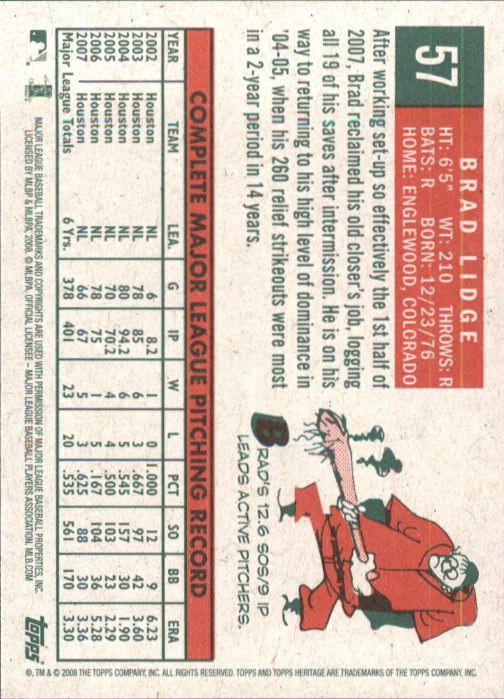 57
BRAD LIDGE
HT: 6'5" WT: 210 THROWS: R
BATS: R BORN: 12/23/76
HOME: ENGLEWOOD, COLORADO
After working set-up so effectively the 1st half of
2007, Brad reclaimed his old closer's job, logging
all 19 of his saves after intermission. He is on his
way to returning to his high level of dominance in
'04-05, when his 260 relief strikeouts were most
in a 2-year period in 14 years.
BRAD'S 12.6 SOS/9 IP
LEADS ACTIVE PITCHERS.
COMPLETE MAJOR LEAGUE PITCHING RECORD
YEAR TEAM LEA. G IP W L PCT SO BB ERA
2002 Houston NL 6 8.2 1 0 1.000 12 9 6.23
2003 Houston NL 78 85 6 3 .667 97 42 3.60
2004 Houston NL 80 94.2 6 5 .545 157 30 1.90
2005 Houston NL 70 70.2 4 4 .500 103 23 2.29
2006 Houston NL 78 75 1 5 .167 104 36 5.28
2007 Houston NL 66 67 5 3 .625 88 30 3.36
Major League Totals 6 Yrs. 378 401 23 20 .535 561 170 3.30
MAJOR LEAGUE BASEBALL TRADEMARKS AND COPYRIGHTS ARE USED WITH PERMISSION OF MAJOR LEAGUE BASEBALL PROPERTIES, INC.
LICENSED BY MLBP & MLBPA, 2008. © MLBPA, OFFICIAL LICENSEE – MAJOR LEAGUE BASEBALL PLAYERS ASSOCIATION, MLB.COM
Topps
®, TM & © 2008 THE TOPPS COMPANY, INC. ALL RIGHTS RESERVED. TOPPS AND TOPPS HERITAGE ARE TRADEMARKS OF THE TOPPS COMPANY, INC.